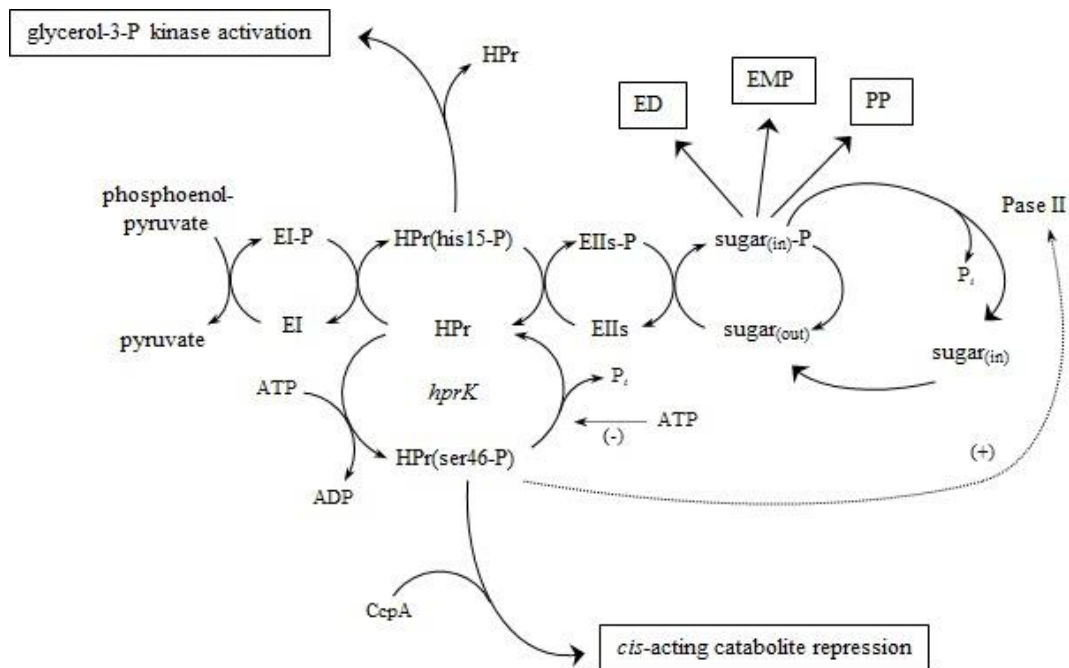 glycerol-3-P kinase activation
HPr
ED
EMP
PP
phosphoenol-
pyruvate
EI-P
HPr(his15-P)
EIIs-P
sugar(in)-P
Pase II
Pi
pyruvate
EI
HPr
EIIs
sugar(out)
sugar(in)
ATP
hprK
Pi
ATP
(-)
HPr(ser46-P)
(+)
ADP
CcpA
cis-acting catabolite repression